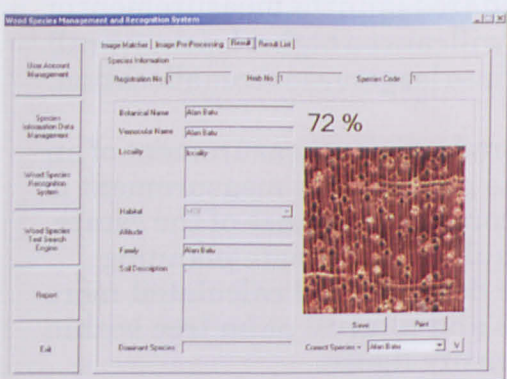 Wood Species Management and Recognition System
Image Matcher Image Pre-Processing Result Result List
User Account Management
Species Information Data Management
Wood Species Recognition System
Wood Species Text Search Engine
Report
Exit
Species Information
Registration No 1 Herb No 1 Species Code 1
Botanical Name Alan Batu
Vernacular Name Alan Batu
Locality locality
Habitat
Altitude
Family Alan Batu
Soil Description
Dominant Species
72 %
Save Print
Correct Species = Alan Batu V